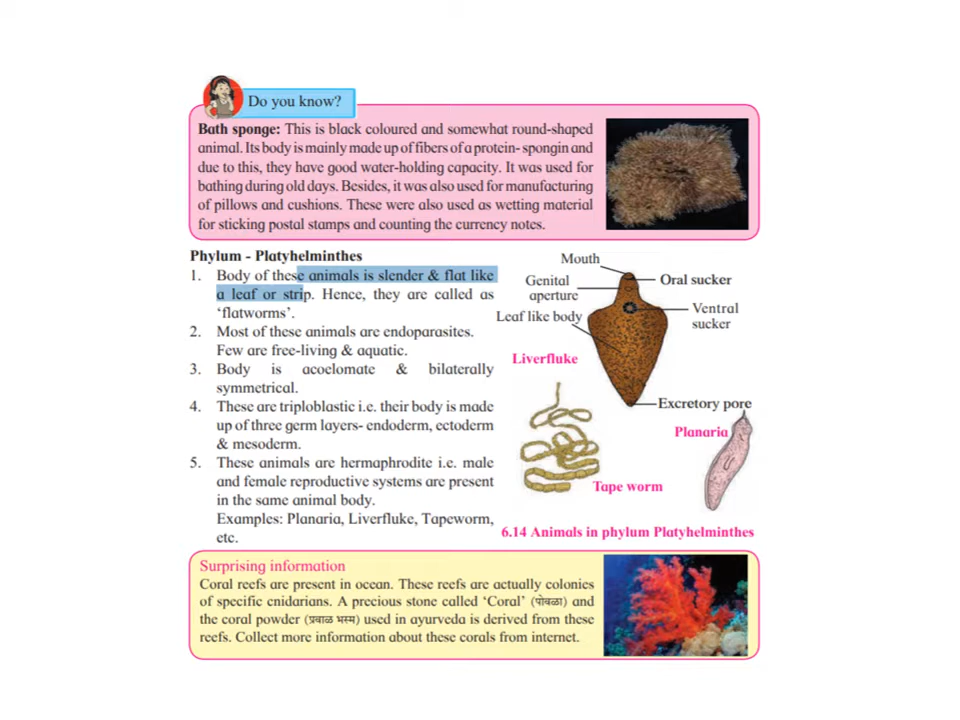 Do you know?
Bath sponge: This is black coloured and somewhat round-shaped
animal. Its body is mainly made up of fibers of a protein- spongin and
due to this, they have good water-holding capacity. It was used for
bathing during old days. Besides, it was also used for manufacturing
of pillows and cushions. These were also used as wetting material
for sticking postal stamps and counting the currency notes.
Phylum - Platyhelminthes
1. Body of these animals is slender & flat like
a leaf or strip. Hence, they are called as
‘flatworms’.
2. Most of these animals are endoparasites.
Few are free-living & aquatic.
3. Body is acoelomate & bilaterally
symmetrical.
4. These are triploblastic i.e. their body is made
up of three germ layers- endoderm, ectoderm
& mesoderm.
5. These animals are hermaphrodite i.e. male
and female reproductive systems are present
in the same animal body.
Examples: Planaria, Liverfluke, Tapeworm,
etc.
Mouth
Oral sucker
Genital
aperture
Ventral
sucker
Leaf like body
Liverfluke
Excretory pore
Planaria
Tape worm
6.14 Animals in phylum Platyhelminthes
Surprising information
Coral reefs are present in ocean. These reefs are actually colonies
of specific cnidarians. A precious stone called ‘Coral’ (पोवळा) and
the coral powder (प्रवाळ भस्म) used in ayurveda is derived from these
reefs. Collect more information about these corals from internet.